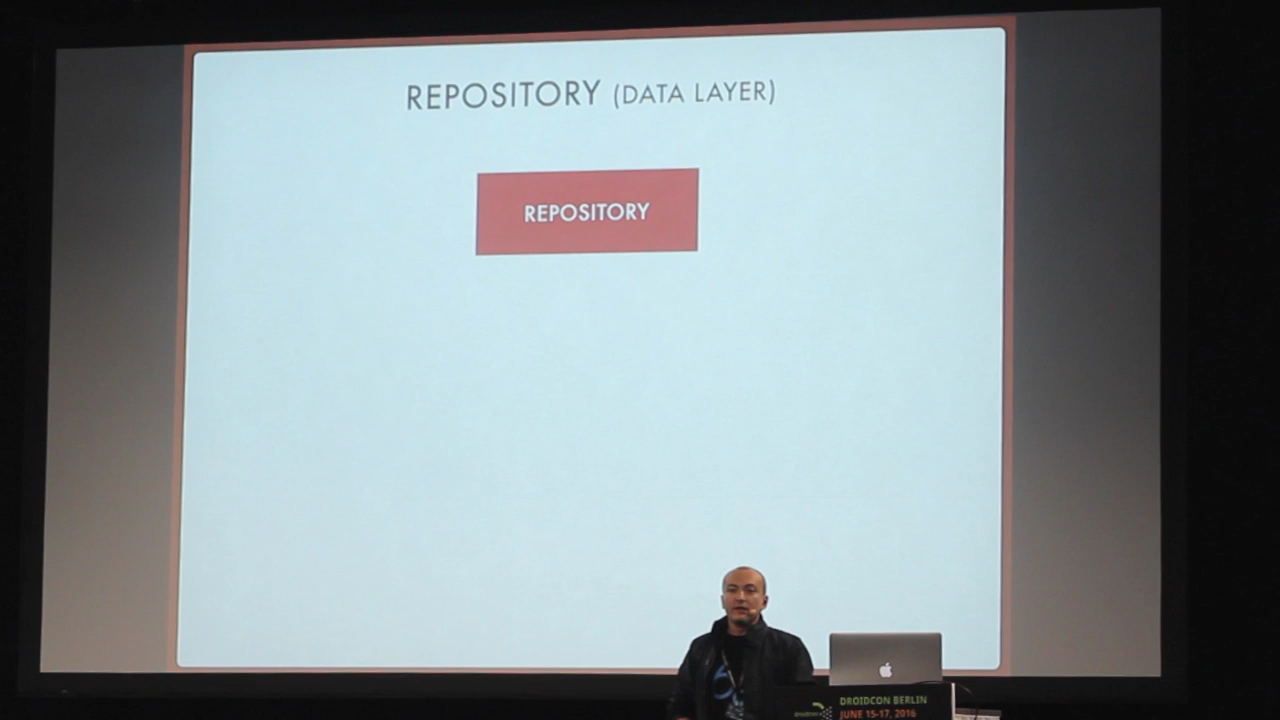 REPOSITORY (DATA LAYER)
REPOSITORY
DROIDCON BERLIN
JUNE 15-17, 2016